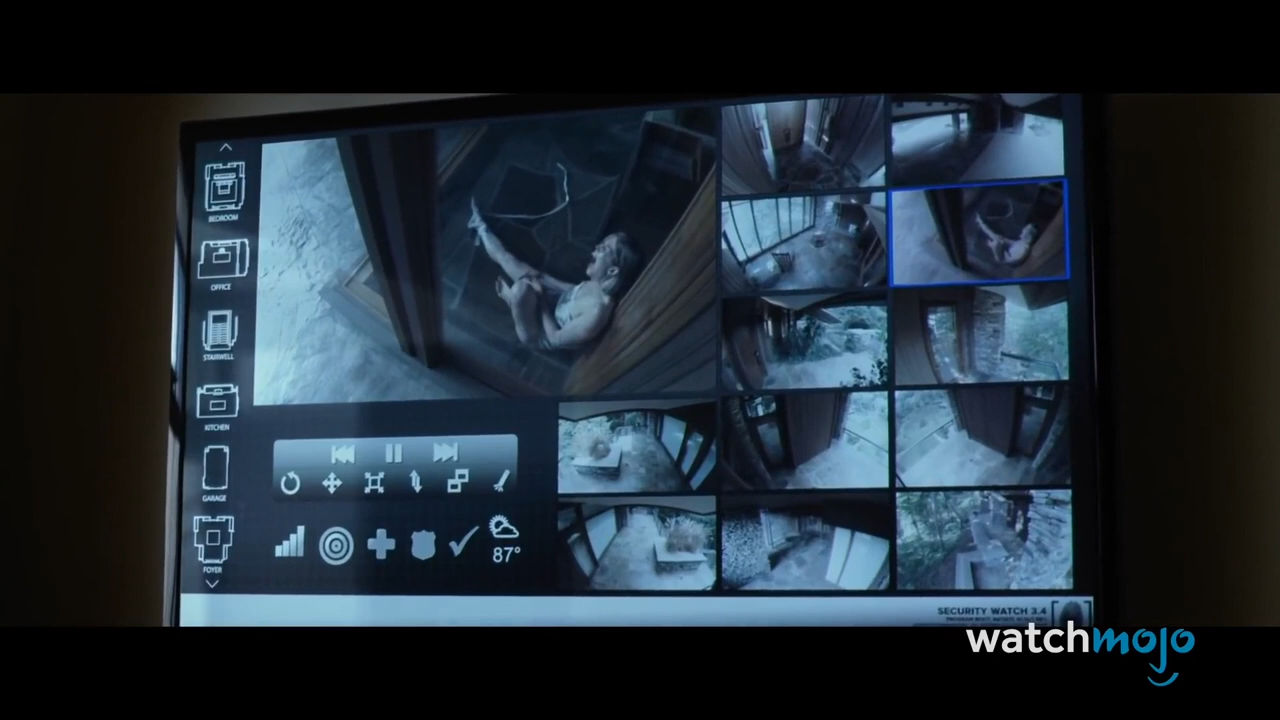 BEDROOM
OFFICE
STAIRWELL
KITCHEN
GARAGE
FOYER
87°
SECURITY WATCH 3.4
watchmojo